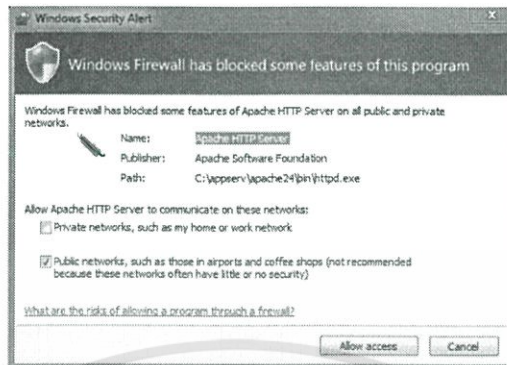 Windows Security Alert
Windows Firewall has blocked some features of this program
Windows Firewall has blocked some features of Apache HTTP Server on all public and private
networks.
Name: Apache HTTP Server
Publisher: Apache Software Foundation
Path: C:\appserv\apache24\bin\httpd.exe
Allow Apache HTTP Server to communicate on these networks:
Private networks, such as my home or work network
Public networks, such as those in airports and coffee shops (not recommended
because these networks often have little or no security)
What are the risks of allowing a program through a firewall?
Allow access Cancel